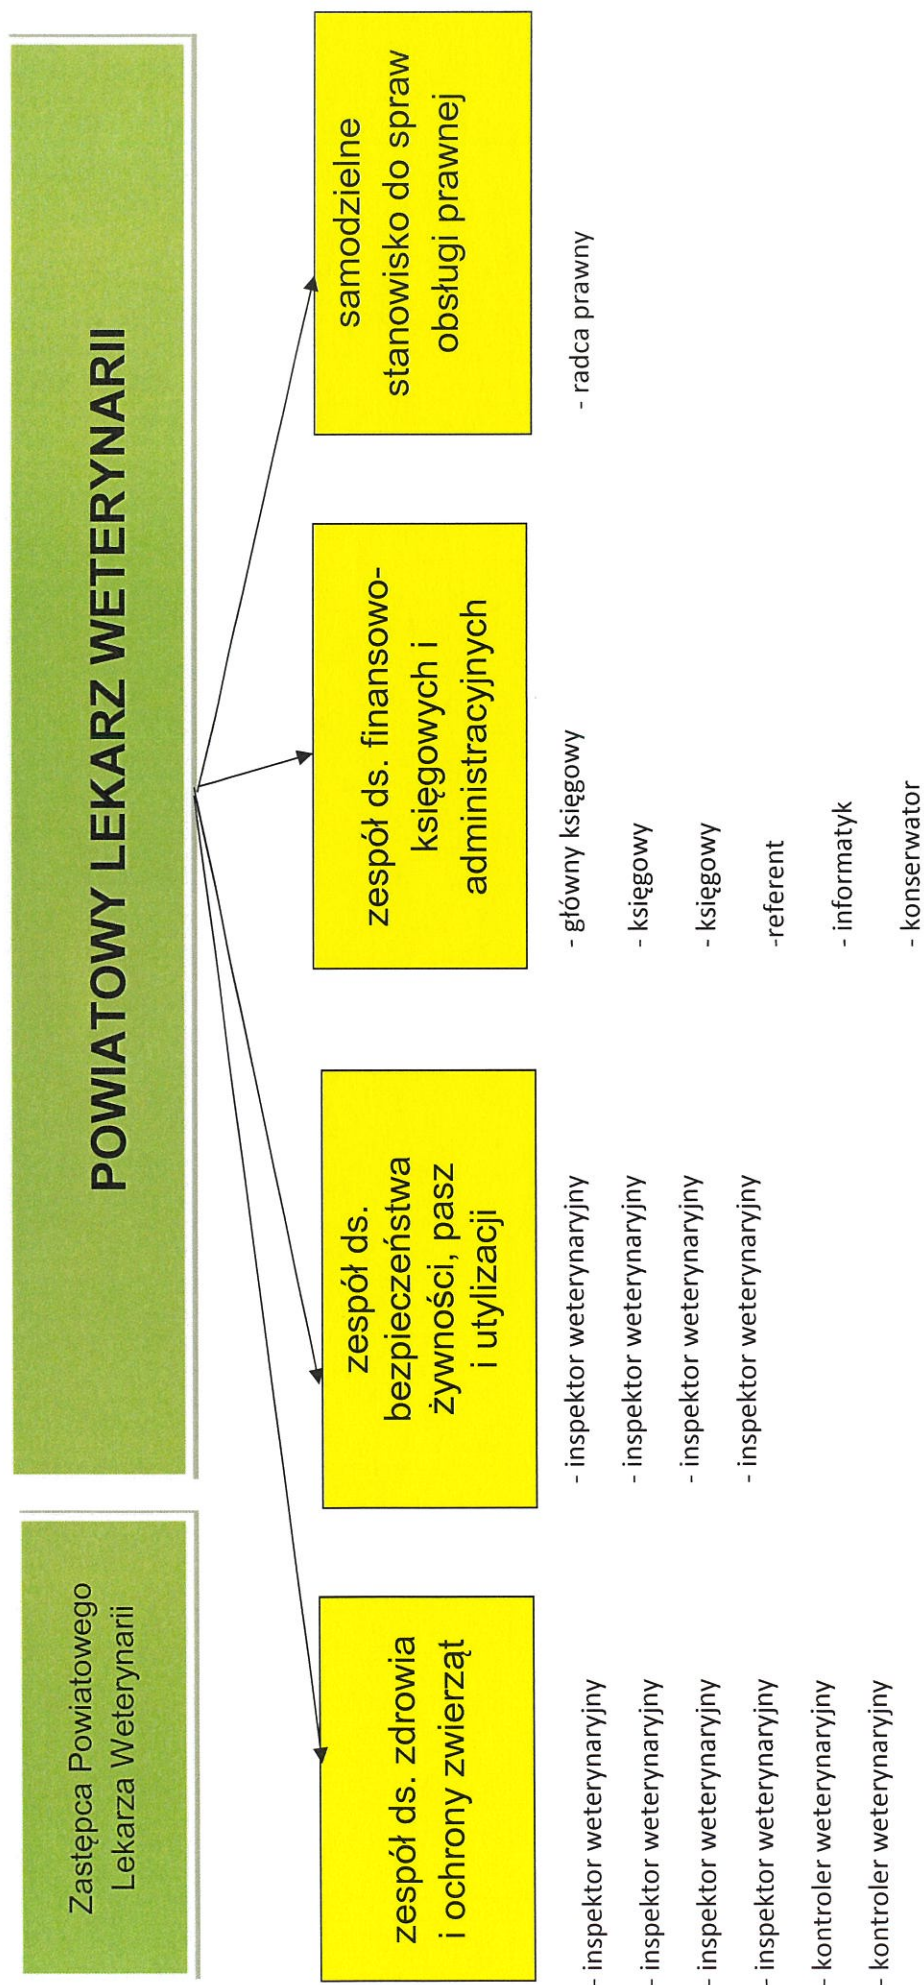 Zastępca Powiatowego
Lekarza Weterynarii
POWIATOWY LEKARZ WETERYNARII
zespół ds. zdrowia
i ochrony zwierząt
- inspektor weterynaryjny
- inspektor weterynaryjny
- inspektor weterynaryjny
- inspektor weterynaryjny
- kontroler weterynaryjny
- kontroler weterynaryjny
zespół ds.
bezpieczeństwa
żywności, pasz
i utylizacji
- inspektor weterynaryjny
- inspektor weterynaryjny
- inspektor weterynaryjny
- inspektor weterynaryjny
zespół ds. finansowo-
księgowych i
administracyjnych
- główny księgowy
- księgowy
- księgowy
-referent
- informatyk
- konserwator
samodzielne
stanowisko do spraw
obsługi prawnej
- radca prawny